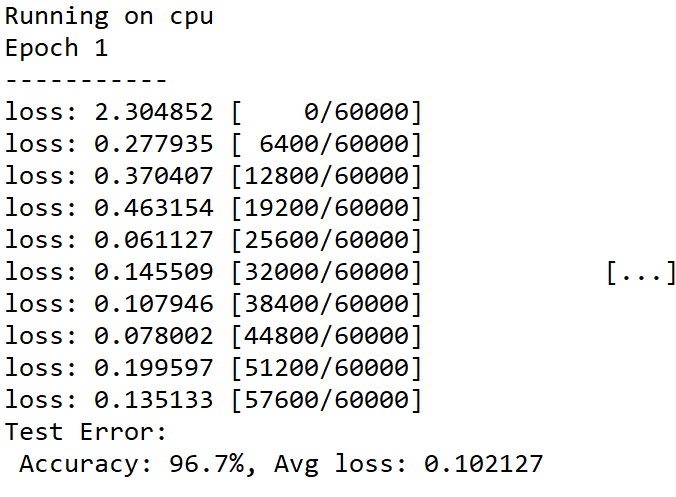 Running on cpu
Epoch 1
-----------
loss: 2.304852 [    0/60000]
loss: 0.277935 [ 6400/60000]
loss: 0.370407 [12800/60000]
loss: 0.463154 [19200/60000]
loss: 0.061127 [25600/60000]
loss: 0.145509 [32000/60000]            [...]
loss: 0.107946 [38400/60000]
loss: 0.078002 [44800/60000]
loss: 0.199597 [51200/60000]
loss: 0.135133 [57600/60000]
Test Error:
 Accuracy: 96.7%, Avg loss: 0.102127